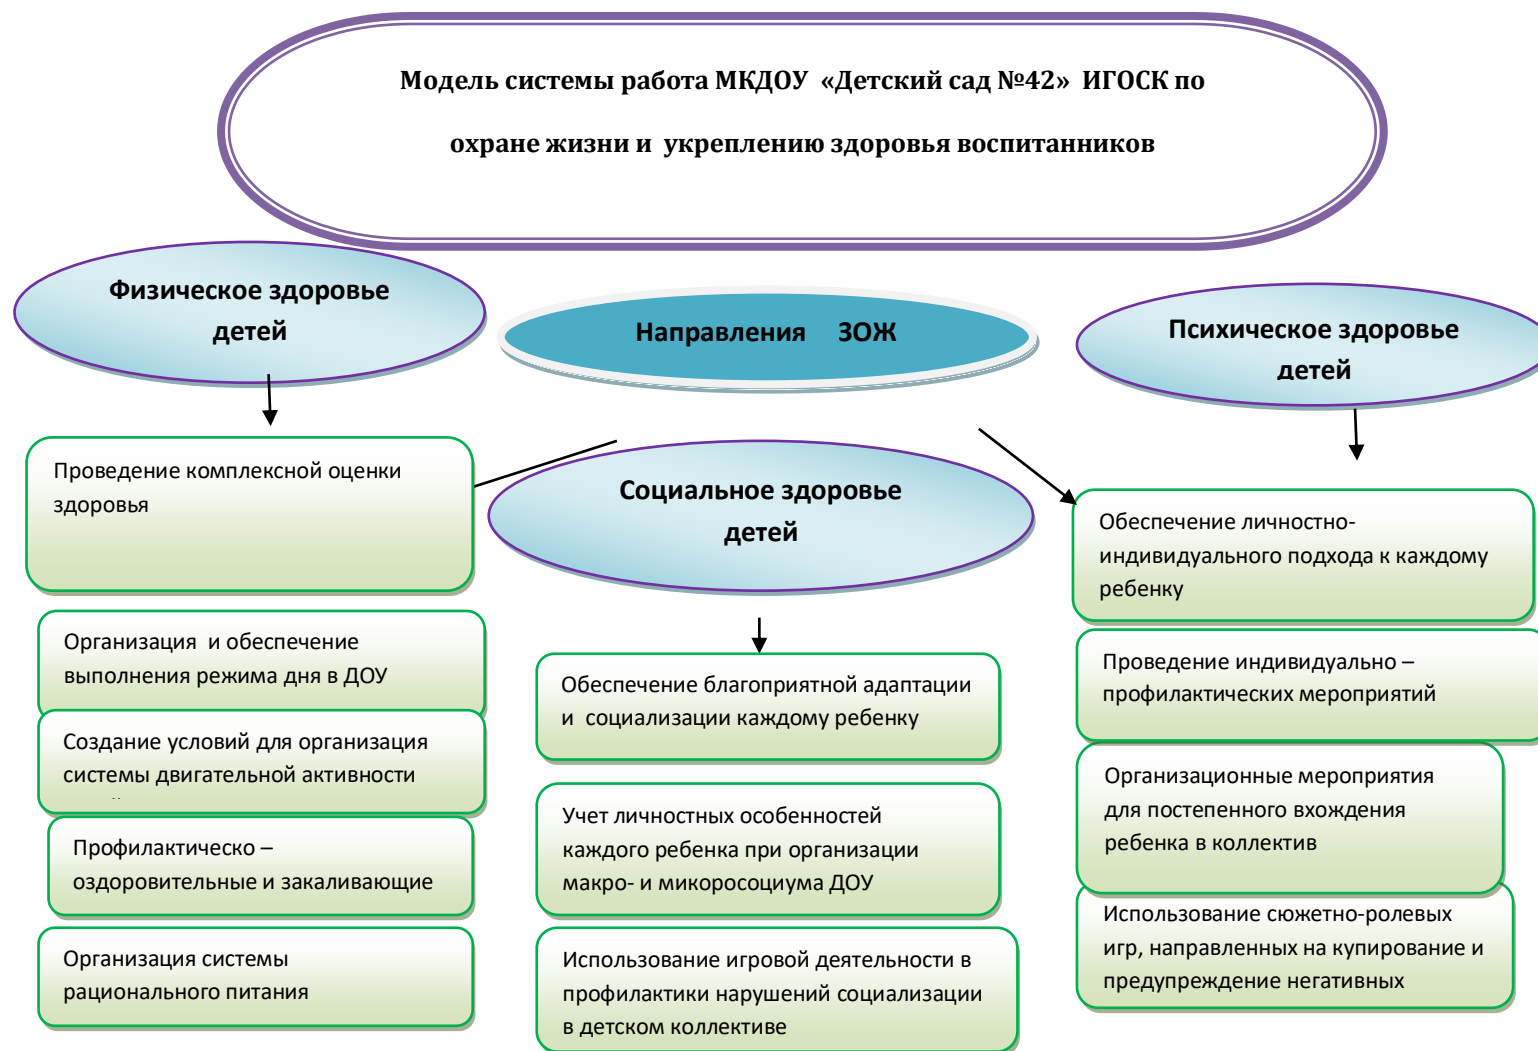 Модель системы работа МКДОУ «Детский сад №42» ИГОСК по
охране жизни и укреплению здоровья воспитанников
Физическое здоровье
детей
Направления ЗОЖ
Психическое здоровье
детей
Проведение комплексной оценки
здоровья
Организация и обеспечение
выполнения режима дня в ДОУ
Создание условий для организация
системы двигательной активности
Профилактическо –
оздоровительные и закаливающие
Организация системы
рационального питания
Социальное здоровье
детей
Обеспечение благоприятной адаптации
и социализации каждому ребенку
Учет личностных особенностей
каждого ребенка при организации
макро- и микоросоциума ДОУ
Использование игровой деятельности в
профилактики нарушений социализации
в детском коллективе
Обеспечение личностно-
индивидуального подхода к каждому
ребенку
Проведение индивидуально –
профилактических мероприятий
Организационные мероприятия
для постепенного вхождения
ребенка в коллектив
Использование сюжетно-ролевых
игр, направленных на купирование и
предупреждение негативных